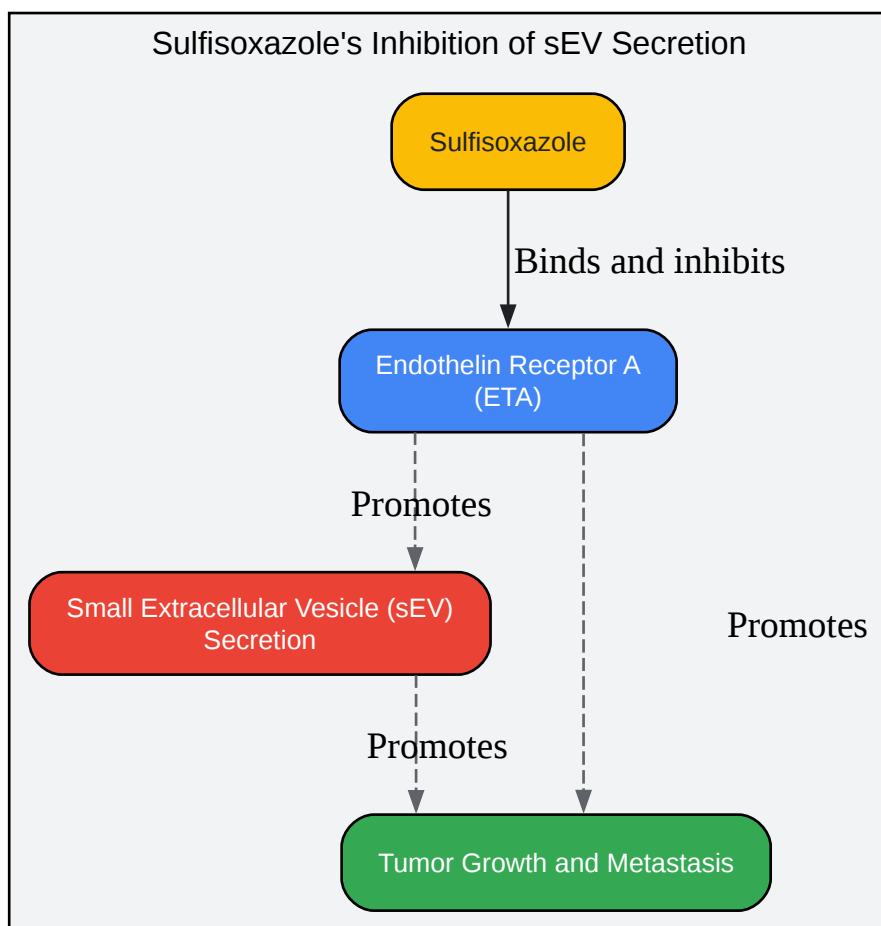 Sulfisoxazole's Inhibition of sEV Secretion
Sulfisoxazole
Binds and inhibits
Endothelin Receptor A
(ETA)
Promotes
Small Extracellular Vesicle (sEV)
Secretion
Promotes
Promotes
Tumor Growth and Metastasis